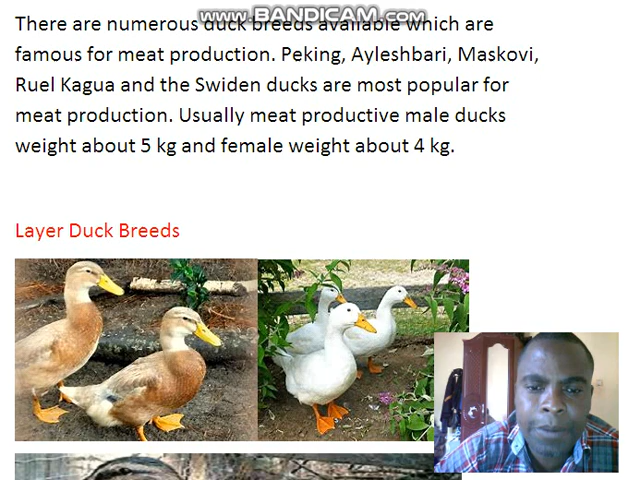 www.BANDICAM.com
There are numerous duck breeds available which are
famous for meat production. Peking, Ayleshbari, Maskovi,
Ruel Kagua and the Swiden ducks are most popular for
meat production. Usually meat productive male ducks
weight about 5 kg and female weight about 4 kg.
Layer Duck Breeds